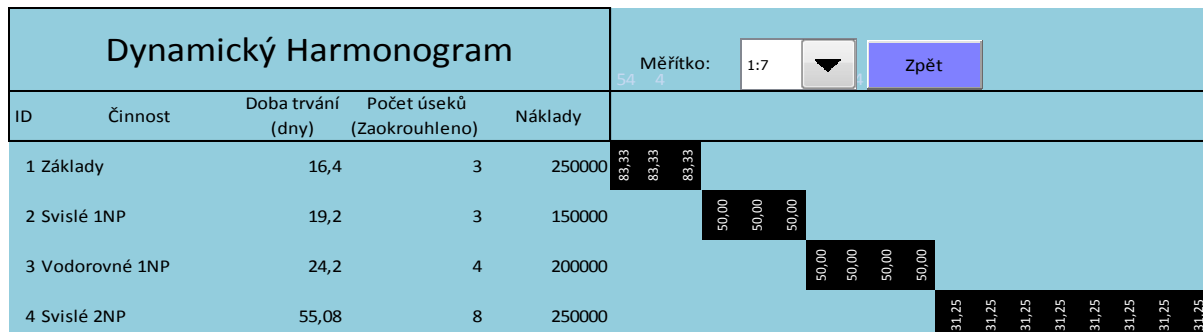 Dynamický Harmonogram
Měřítko: 1:7 Zpět
54 4 4
ID Činnost Doba trvání (dny) Počet úseků (Zaokrouhleno) Náklady
1 Základy 16,4 3 250000 83,33 83,33 83,33
2 Svislé 1NP 19,2 3 150000 50,00 50,00 50,00
3 Vodorovné 1NP 24,2 4 200000 50,00 50,00 50,00 50,00
4 Svislé 2NP 55,08 8 250000 31,25 31,25 31,25 31,25 31,25 31,25 31,25 31,25